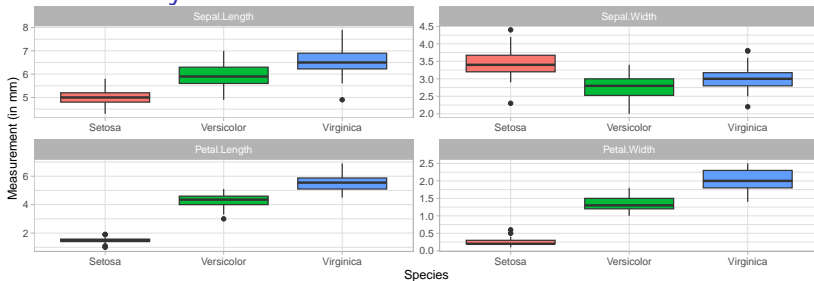 Sepal.Length
Sepal.Width
8
7
6
5
4.5
4.0
3.5
3.0
2.5
2.0
Setosa
Versicolor
Virginica
Setosa
Versicolor
Virginica
Measurement (in mm)
Petal.Length
Petal.Width
6
4
2
2.5
2.0
1.5
1.0
0.5
0.0
Setosa
Versicolor
Virginica
Setosa
Versicolor
Virginica
Species